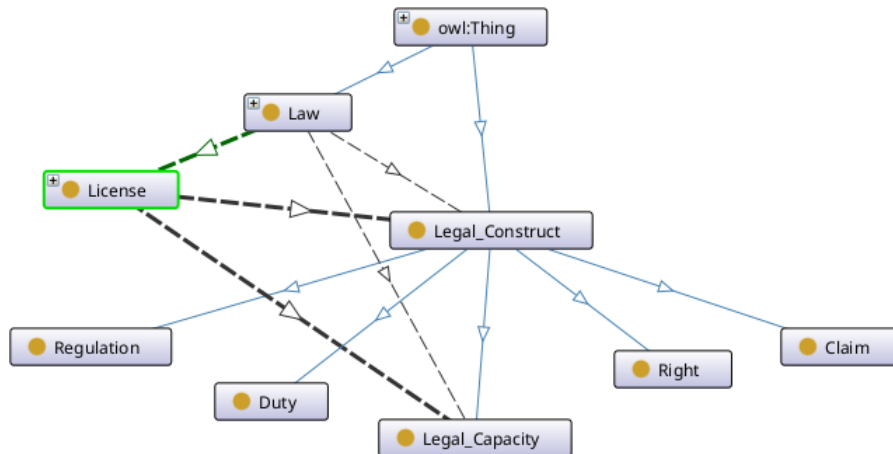 owl:Thing
Law
License
Legal_Construct
Regulation
Claim
Right
Duty
Legal_Capacity